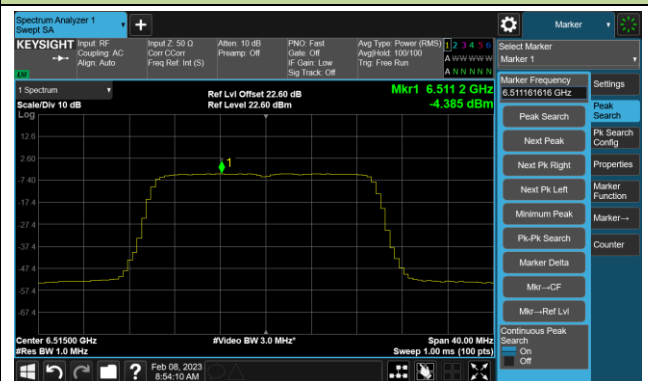 Spectrum Analyzer 1
Swept SA
Marker
KEYSIGHT
Input: RF
Coupling: AC
Align: Auto
Input Z: 50 Ω
Corr CCorr
Freq Ref: Int (S)
Atten: 10 dB
Preamp: Off
PNO: Fast
Gate: Off
IF Gain: Low
Sig Track: Off
Avg Type: Power (RMS)
Avg|Hold: 100/100
Trig: Free Run
1 2 3 4 5 6
A W W W W W
A N N N N N
Select Marker
Marker 1
1 Spectrum
Scale/Div 10 dB
Log
Ref Lvl Offset 22.60 dB
Ref Level 22.60 dBm
Mkr1 6.511 2 GHz
-4.385 dBm
12.6
2.60
-7.40
-17.4
-27.4
-37.4
-47.4
-57.4
-67.4
1
Center 6.51500 GHz
#Res BW 1.0 MHz
#Video BW 3.0 MHz*
Span 40.00 MHz
Sweep 1.00 ms (100 pts)
Feb 08, 2023
8:54:10 AM
Marker Frequency
6.511161616 GHz
Peak Search
Next Peak
Next Pk Right
Next Pk Left
Minimum Peak
Pk-Pk Search
Marker Delta
Mkr→CF
Mkr→Ref Lvl
Continuous Peak
Search
On
Off
Settings
Peak
Search
Pk Search
Config
Properties
Marker
Function
Marker→
Counter